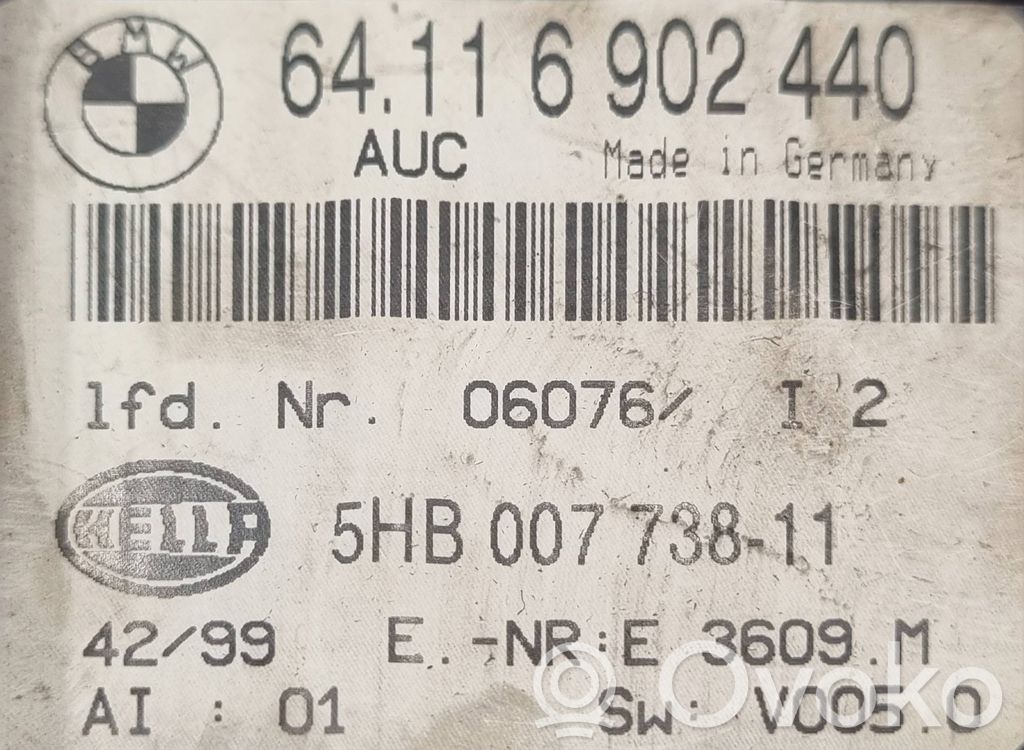 BMW 64.11 6 902 440
AUC Made in Germany
lfd. Nr. 06076/ I 2
HELLA 5HB 007 738-11
42/99 E.-NR:E 3609.M
AI : 01 Sw: V005.0
Ovoko